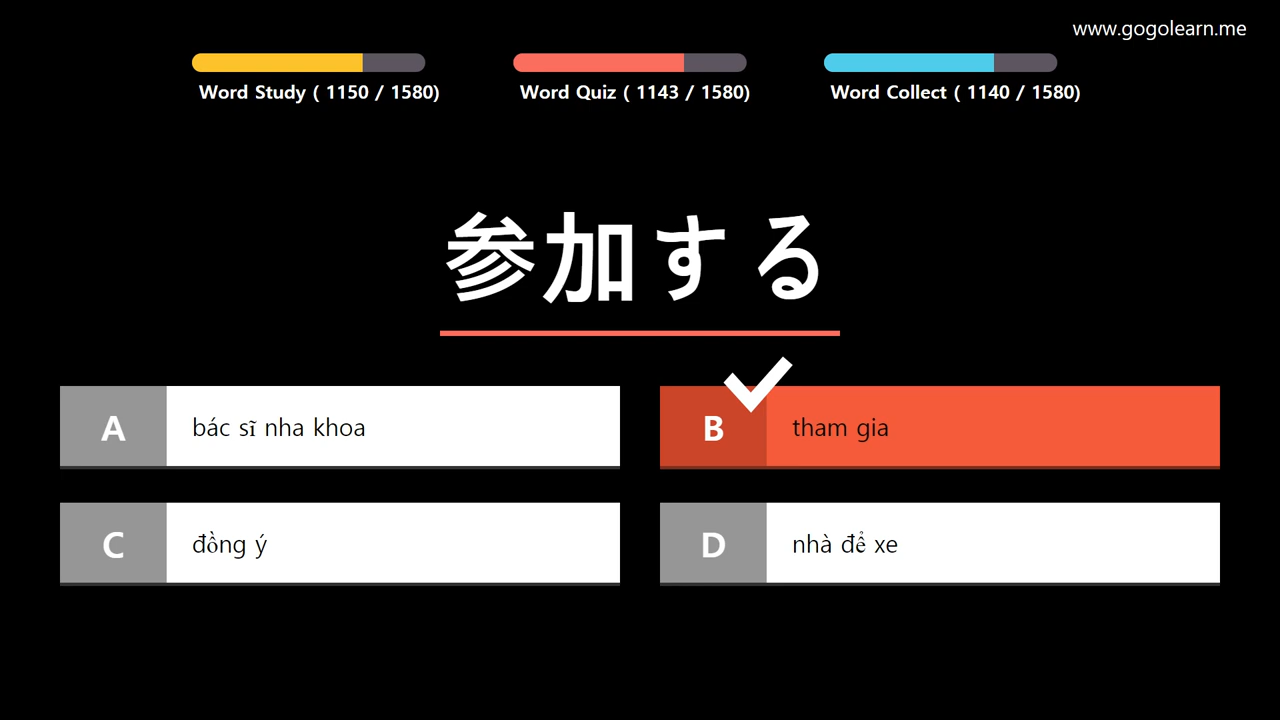 www.gogolearn.me
Word Study ( 1150 / 1580)
Word Quiz ( 1143 / 1580)
Word Collect ( 1140 / 1580)
参加する
A
bác sĩ nha khoa
B
tham gia
C
đồng ý
D
nhà để xe